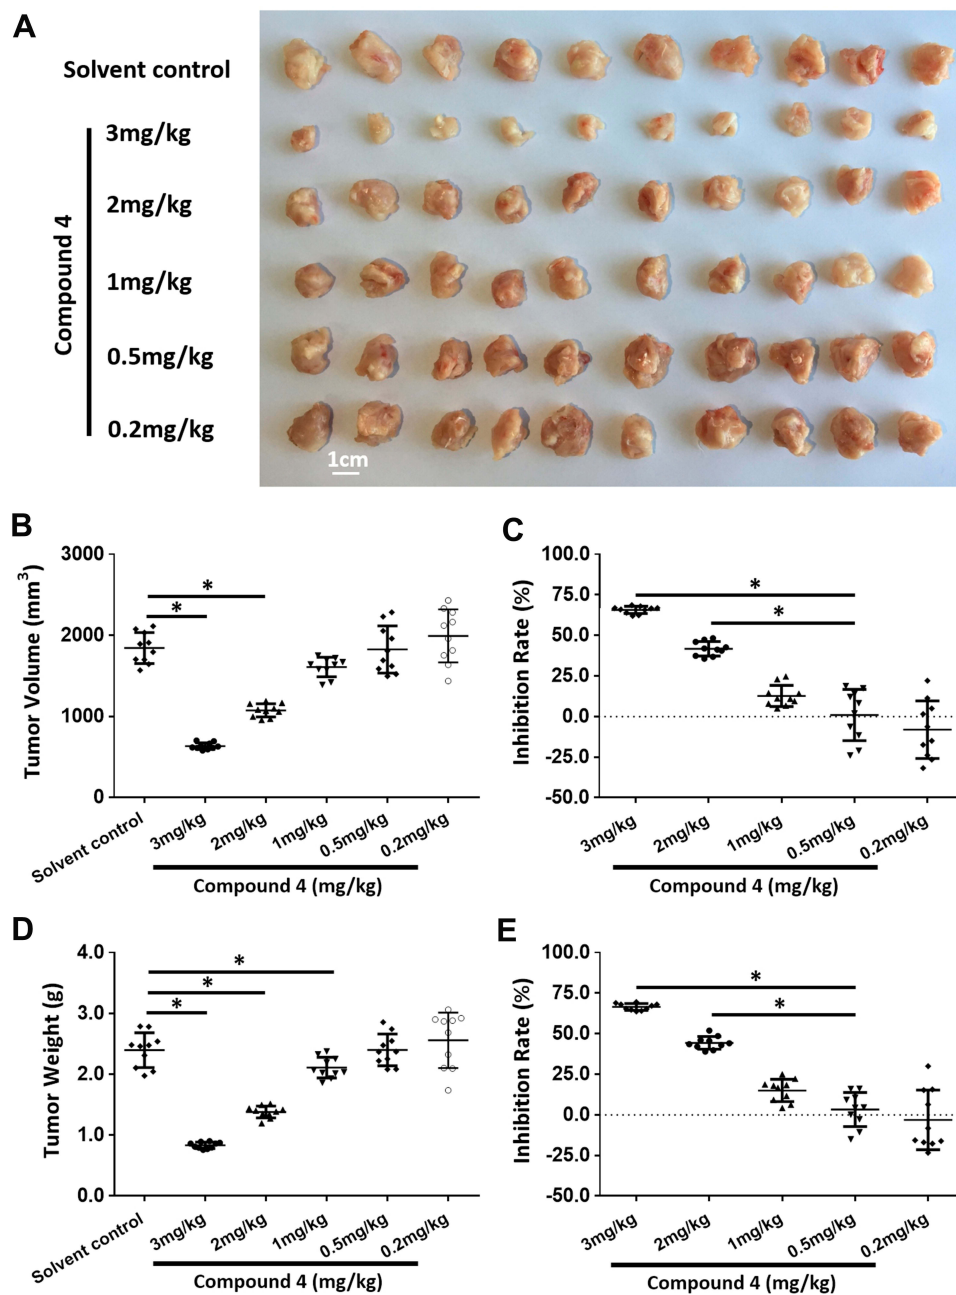 A
Solvent control
3mg/kg
2mg/kg
1mg/kg
0.5mg/kg
0.2mg/kg
Compound 4
1cm
B
Tumor Volume (mm³)
3000
2000
1000
0
*
*
Solvent control
3mg/kg
2mg/kg
1mg/kg
0.5mg/kg
0.2mg/kg
Compound 4 (mg/kg)
C
Inhibition Rate (%)
100.0
75.0
50.0
25.0
0.0
-25.0
-50.0
*
*
3mg/kg
2mg/kg
1mg/kg
0.5mg/kg
0.2mg/kg
Compound 4 (mg/kg)
D
Tumor Weight (g)
4.0
3.0
2.0
1.0
0.0
*
*
*
Solvent control
3mg/kg
2mg/kg
1mg/kg
0.5mg/kg
0.2mg/kg
Compound 4 (mg/kg)
E
Inhibition Rate (%)
100.0
75.0
50.0
25.0
0.0
-25.0
-50.0
*
*
3mg/kg
2mg/kg
1mg/kg
0.5mg/kg
0.2mg/kg
Compound 4 (mg/kg)